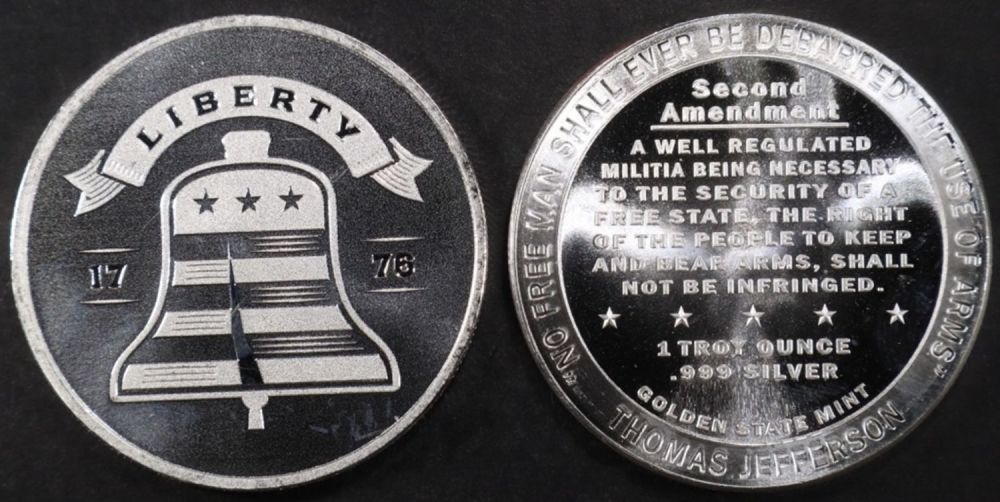 LIBERTY
17 76
"NO FREE MAN SHALL EVER BE DEBARRED THE USE OF ARMS"
THOMAS JEFFERSON
Second
Amendment
A WELL REGULATED
MILITIA BEING NECESSARY
TO THE SECURITY OF A
FREE STATE, THE RIGHT
OF THE PEOPLE TO KEEP
AND BEAR ARMS, SHALL
NOT BE INFRINGED.
1 TROY OUNCE
.999 SILVER
GOLDEN STATE MINT